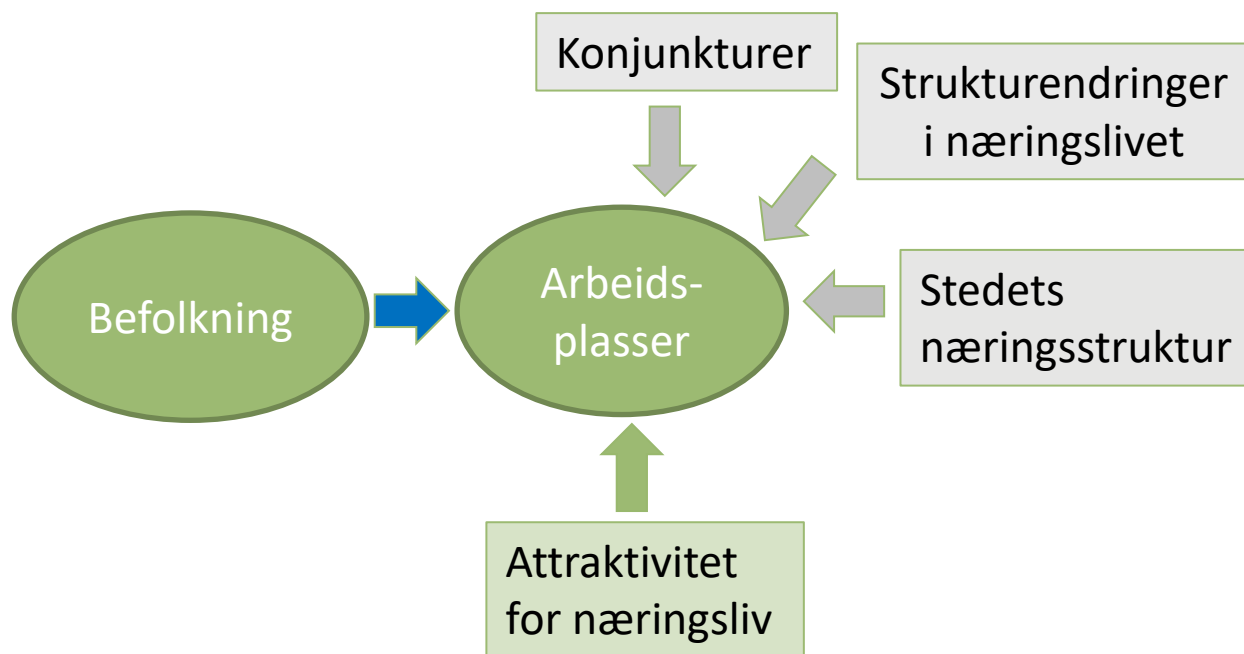 Konjunkturer
Strukturendringer
i næringslivet
Befolkning
Arbeids-
plasser
Stedets
næringsstruktur
Attraktivitet
for næringsliv